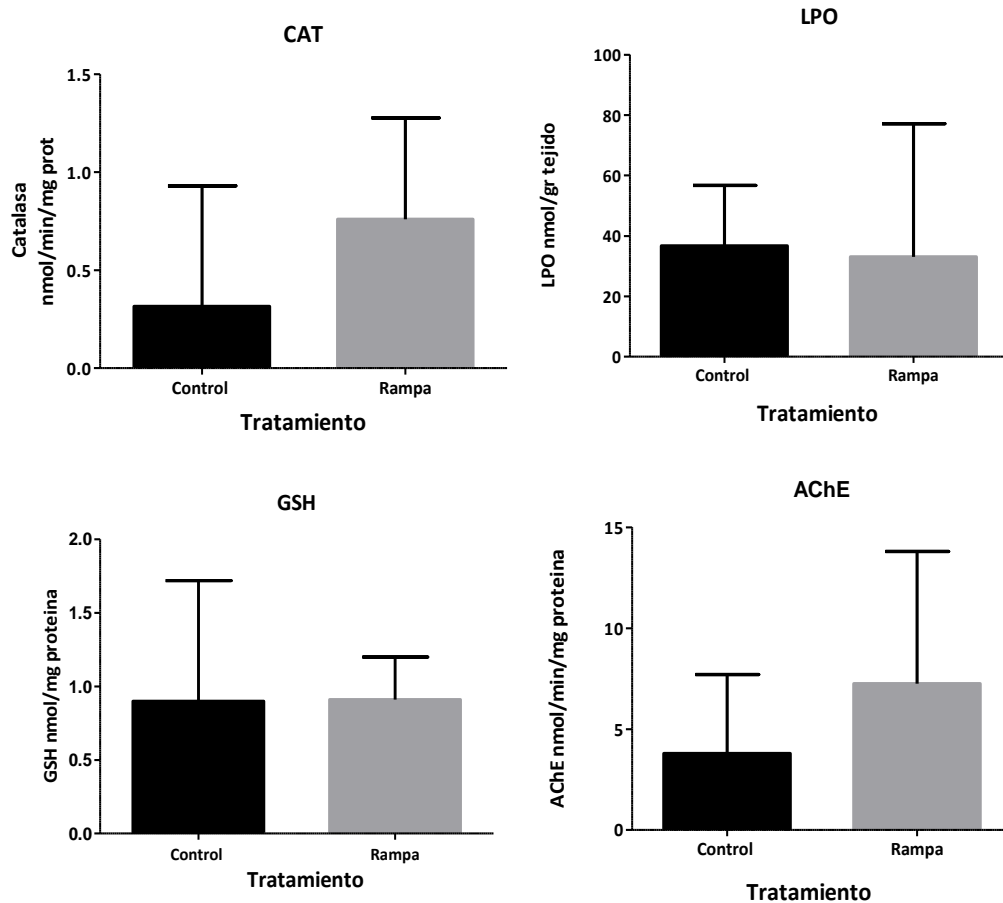 CAT
Catalasa
nmol/min/mg prot
1.5
1.0
0.5
0.0
Control
Rampa
Tratamiento
LPO
LPO nmol/gr tejido
100
80
60
40
20
0
Control
Rampa
Tratamiento
GSH
GSH nmol/mg proteina
2.0
1.5
1.0
0.5
0.0
Control
Rampa
Tratamiento
AChE
AChE nmol/min/mg proteina
15
10
5
0
Control
Rampa
Tratamiento